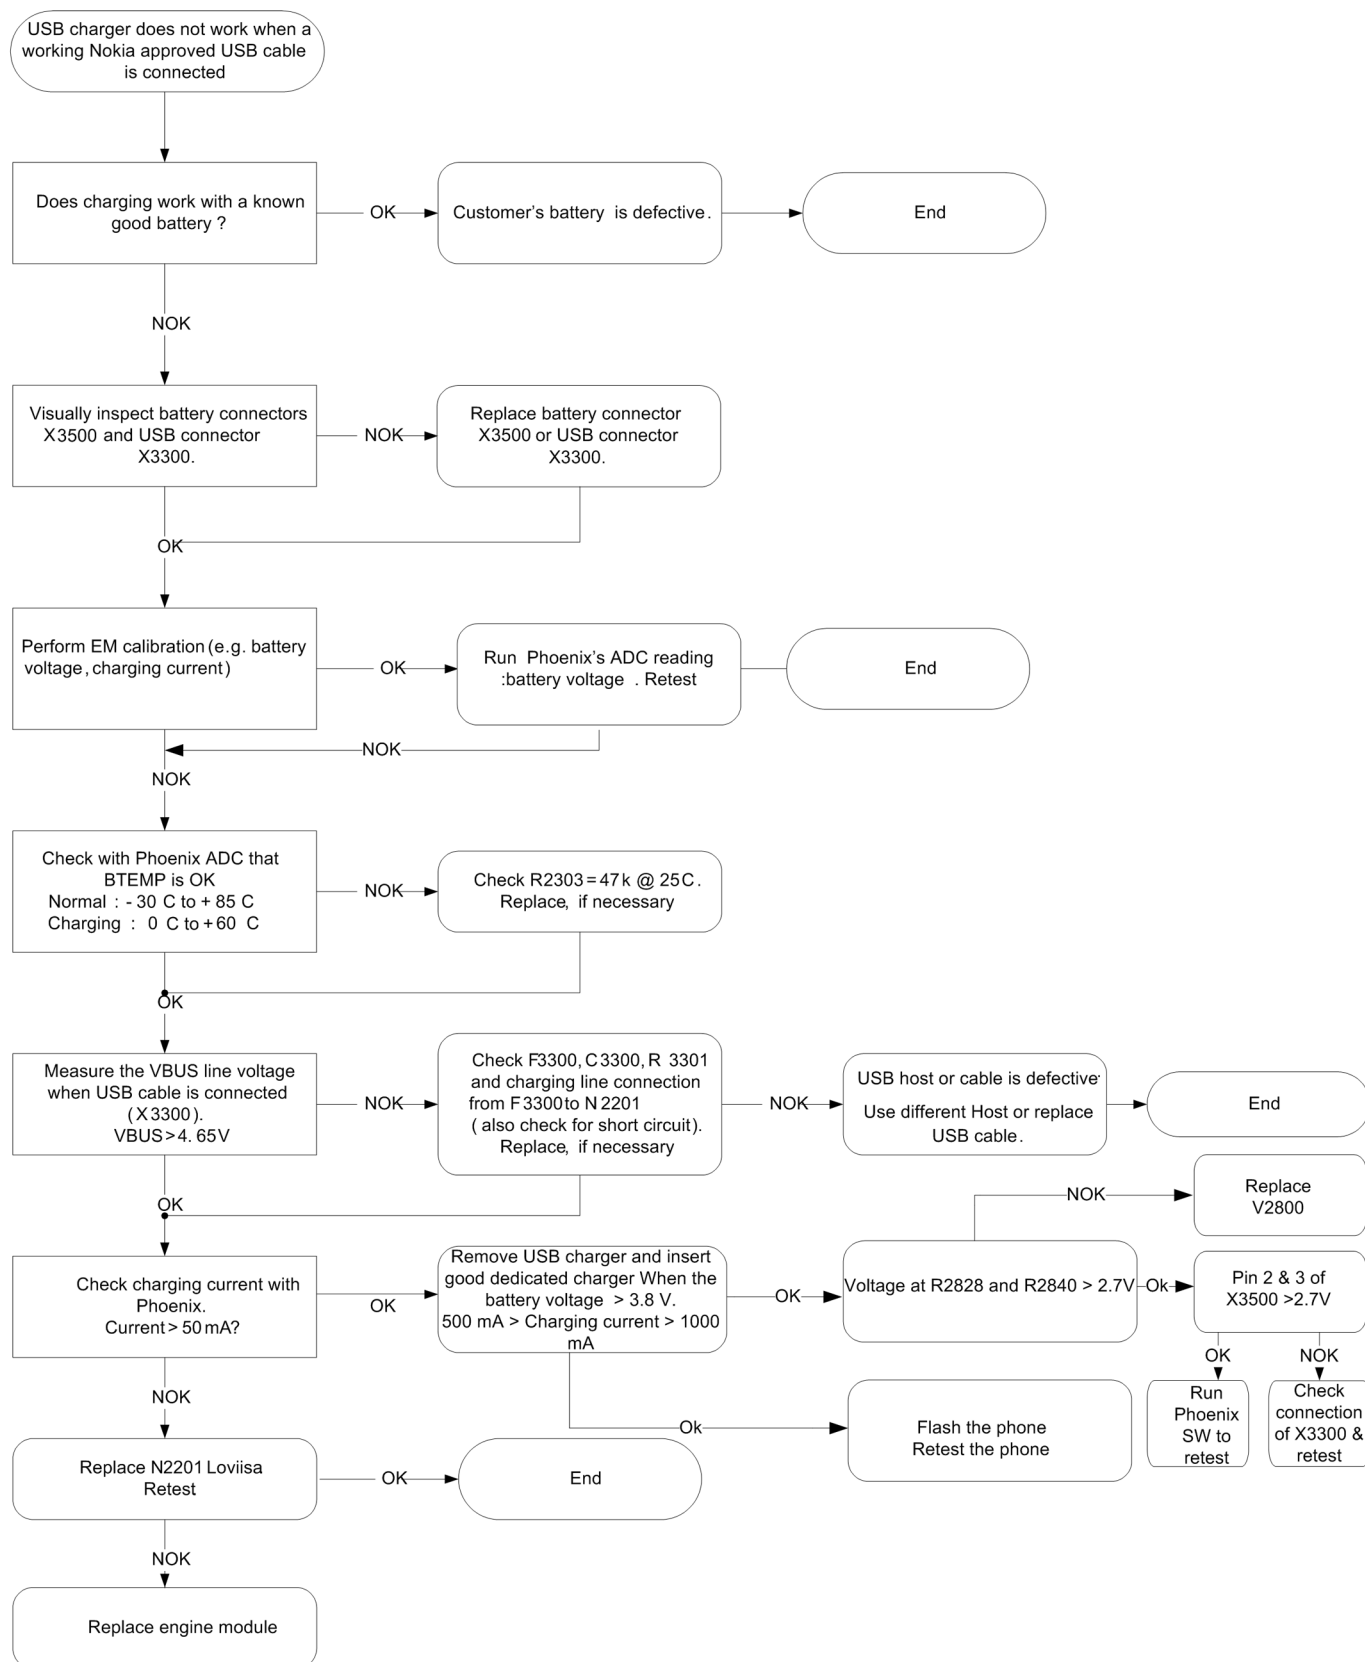 USB charger does not work when a
working Nokia approved USB cable
is connected
Does charging work with a known
good battery ?
OK
Customer's battery is defective.
End
NOK
Visually inspect battery connectors
X3500 and USB connector
X3300.
NOK
Replace battery connector
X3500 or USB connector
X3300.
OK
Perform EM calibration (e.g. battery
voltage, charging current)
OK
Run Phoenix's ADC reading
:battery voltage . Retest
End
NOK
NOK
Check with Phoenix ADC that
BTEMP is OK
Normal : - 30 C to + 85 C
Charging : 0 C to +60 C
NOK
Check R2303 = 47 k @ 25 C.
Replace, if necessary
OK
Measure the VBUS line voltage
when USB cable is connected
( X 3300 ).
VBUS > 4. 65 V
NOK
Check F3300, C 3300, R 3301
and charging line connection
from F 3300 to N 2201
( also check for short circuit).
Replace, if necessary
NOK
USB host or cable is defective.
Use different Host or replace
USB cable.
End
OK
Check charging current with
Phoenix.
Current > 50 mA?
OK
Remove USB charger and insert
good dedicated charger When the
battery voltage > 3.8 V.
500 mA > Charging current > 1000
mA
OK
Voltage at R2828 and R2840 > 2.7V
NOK
Replace
V2800
Ok
Pin 2 & 3 of
X3500 >2.7V
OK
NOK
Run
Phoenix
SW to
retest
Check
connection
of X3300 &
retest
Ok
Flash the phone
Retest the phone
NOK
Replace N2201 Loviisa
Retest
OK
End
NOK
Replace engine module